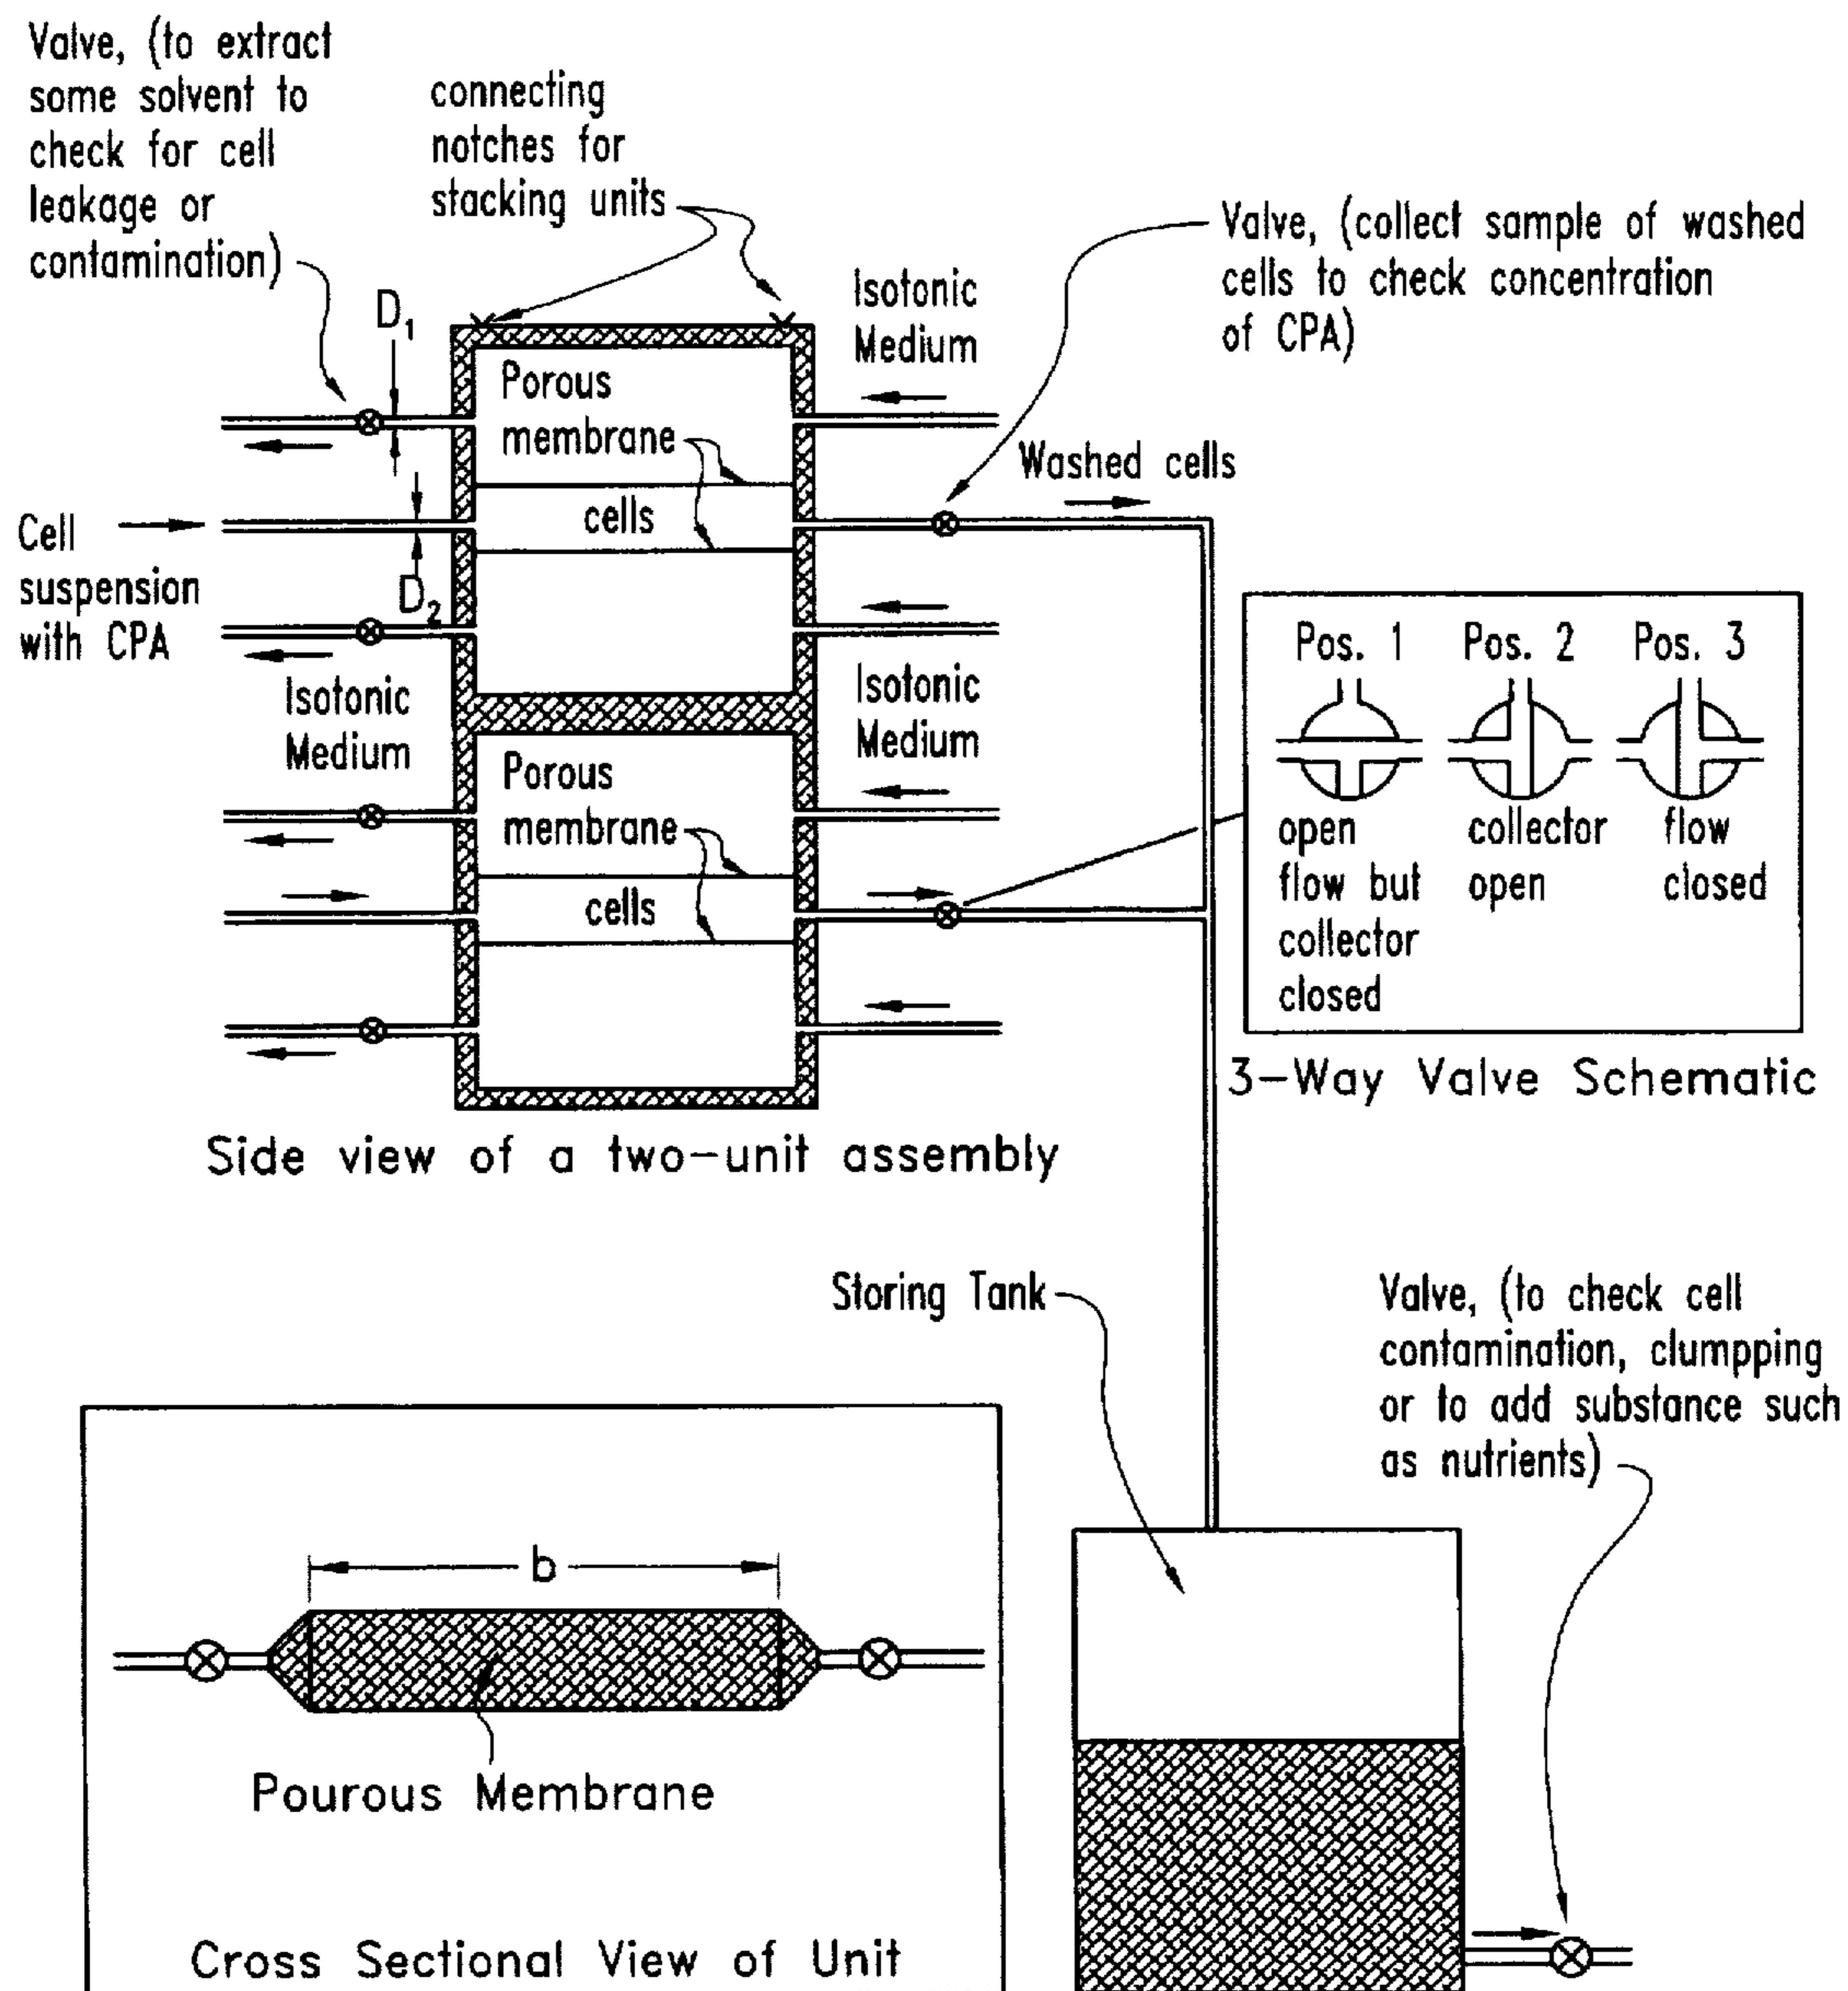 Valve, (to extract
some solvent to
check for cell
leakage or
contamination)
connecting
notches for
stacking units
Valve, (collect sample of washed
cells to check concentration
of CPA)
D1
Isotonic
Medium
Porous
membrane
Washed cells
cells
Cell
suspension
with CPA
D2
Isotonic
Medium
Isotonic
Medium
Porous
membrane
cells
Pos. 1
Pos. 2
Pos. 3
open
flow but
collector
closed
collector
open
flow
closed
3-Way Valve Schematic
Side view of a two-unit assembly
Storing Tank
Valve, (to check cell
contamination, clumpping
or to add substance such
as nutrients)
b
Pourous Membrane
Cross Sectional View of Unit